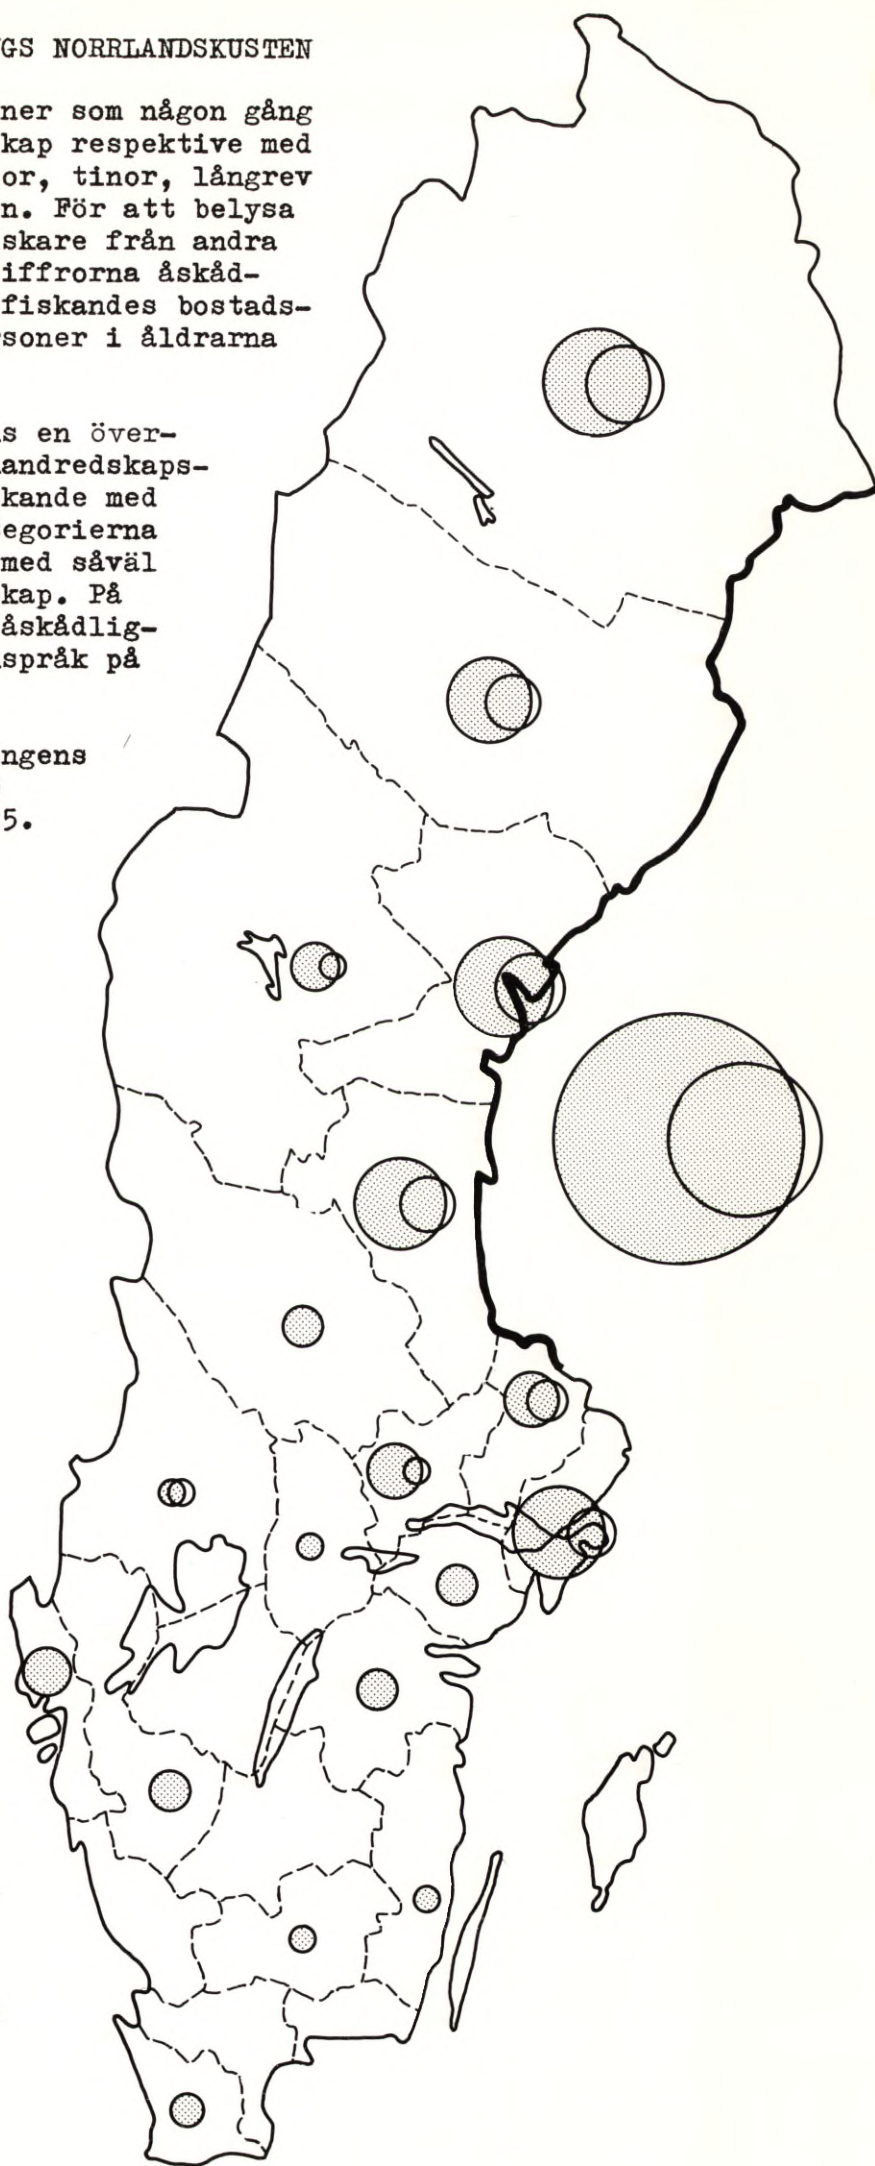 GS NORRLANDSKUSTEN
ner som någon gång
kap respektive med
or, tinor, långrev
n. För att belysa
skare från andra
iffrorna åskåd-
fiskandes bostads-
soner i åldrarna
s en över-
andredskaps-
kande med
egorierna
med såväl
kap. På
åskådlig-
språk på
ngens
5.